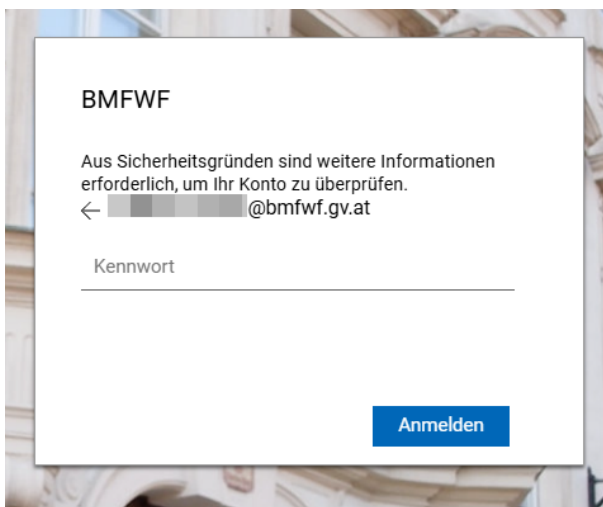 BMFWF
Aus Sicherheitsgründen sind weitere Informationen
erforderlich, um Ihr Konto zu überprüfen.
@bmfwf.gv.at
Kennwort
Anmelden